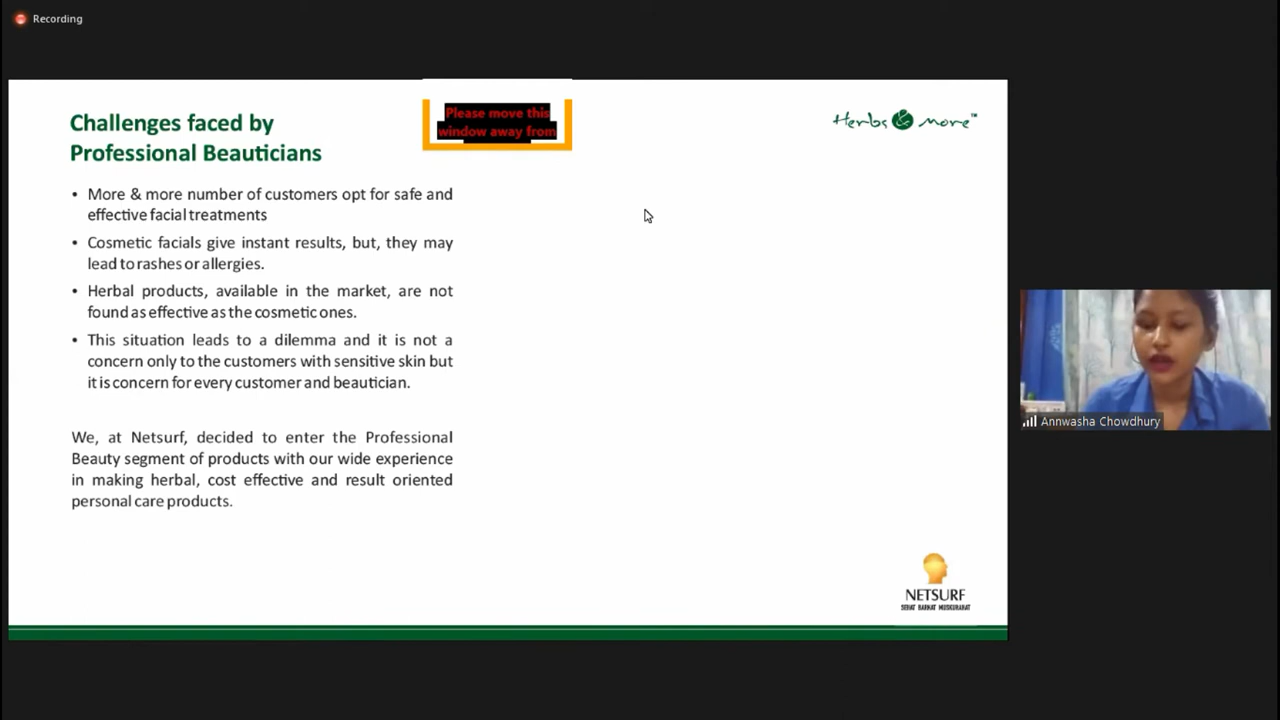 Recording
Challenges faced by
Professional Beauticians
Please move this
window away from
Herbs & more™
• More & more number of customers opt for safe and
effective facial treatments
• Cosmetic facials give instant results, but, they may
lead to rashes or allergies.
• Herbal products, available in the market, are not
found as effective as the cosmetic ones.
• This situation leads to a dilemma and it is not a
concern only to the customers with sensitive skin but
it is concern for every customer and beautician.
We, at Netsurf, decided to enter the Professional
Beauty segment of products with our wide experience
in making herbal, cost effective and result oriented
personal care products.
Annwasha Chowdhury
NETSURF
SEHAT BARKAT MUSKURAHAT